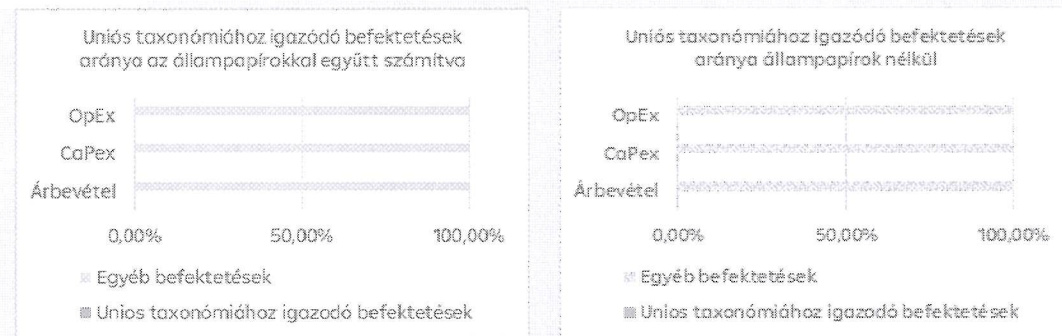 Uniós taxonómiához igazódó befektetések
aránya az állampapírokkal együtt számítva
OpEx
CaPex
Árbevétel
0,00% 50,00% 100,00%
Egyéb befektetések
Unios taxonómiához igazodó befektetések
Uniós taxonómiához igazódó befektetések
aránya állampapírok nélkül
OpEx
CaPex
Árbevétel
0,00% 50,00% 100,00%
Egyéb befektetések
Unios taxonómiához igazodó befektetések